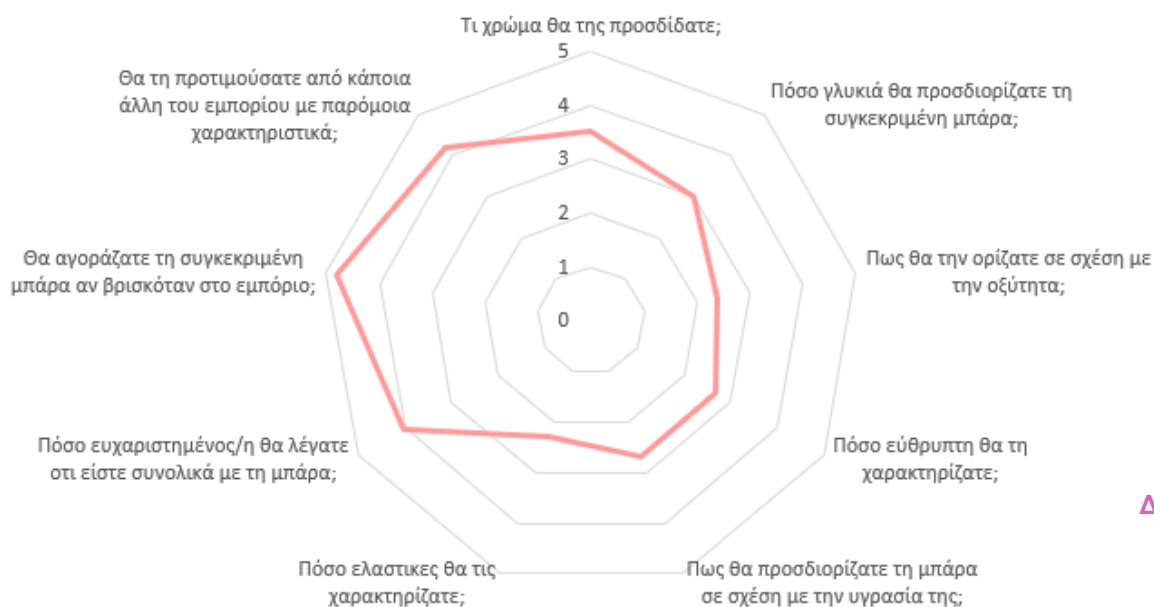 Τι χρώμα θα της προσδίδατε;
Πόσο γλυκιά θα προσδιορίζατε τη
συγκεκριμένη μπάρα;
Πως θα την ορίζατε σε σχέση με
την οξύτητα;
Πόσο εύθρυπτη θα τη
χαρακτηρίζατε;
Πως θα προσδιορίζατε τη μπάρα
σε σχέση με την υγρασία της;
Πόσο ελαστικες θα τις
χαρακτηρίζατε;
Πόσο ευχαριστημένος/η θα λέγατε
οτι είστε συνολικά με τη μπάρα;
Θα αγοράζατε τη συγκεκριμένη
μπάρα αν βρισκόταν στο εμπόριο;
Θα τη προτιμούσατε από κάποια
άλλη του εμπορίου με παρόμοια
χαρακτηριστικά;
5
4
3
2
1
0
Δ